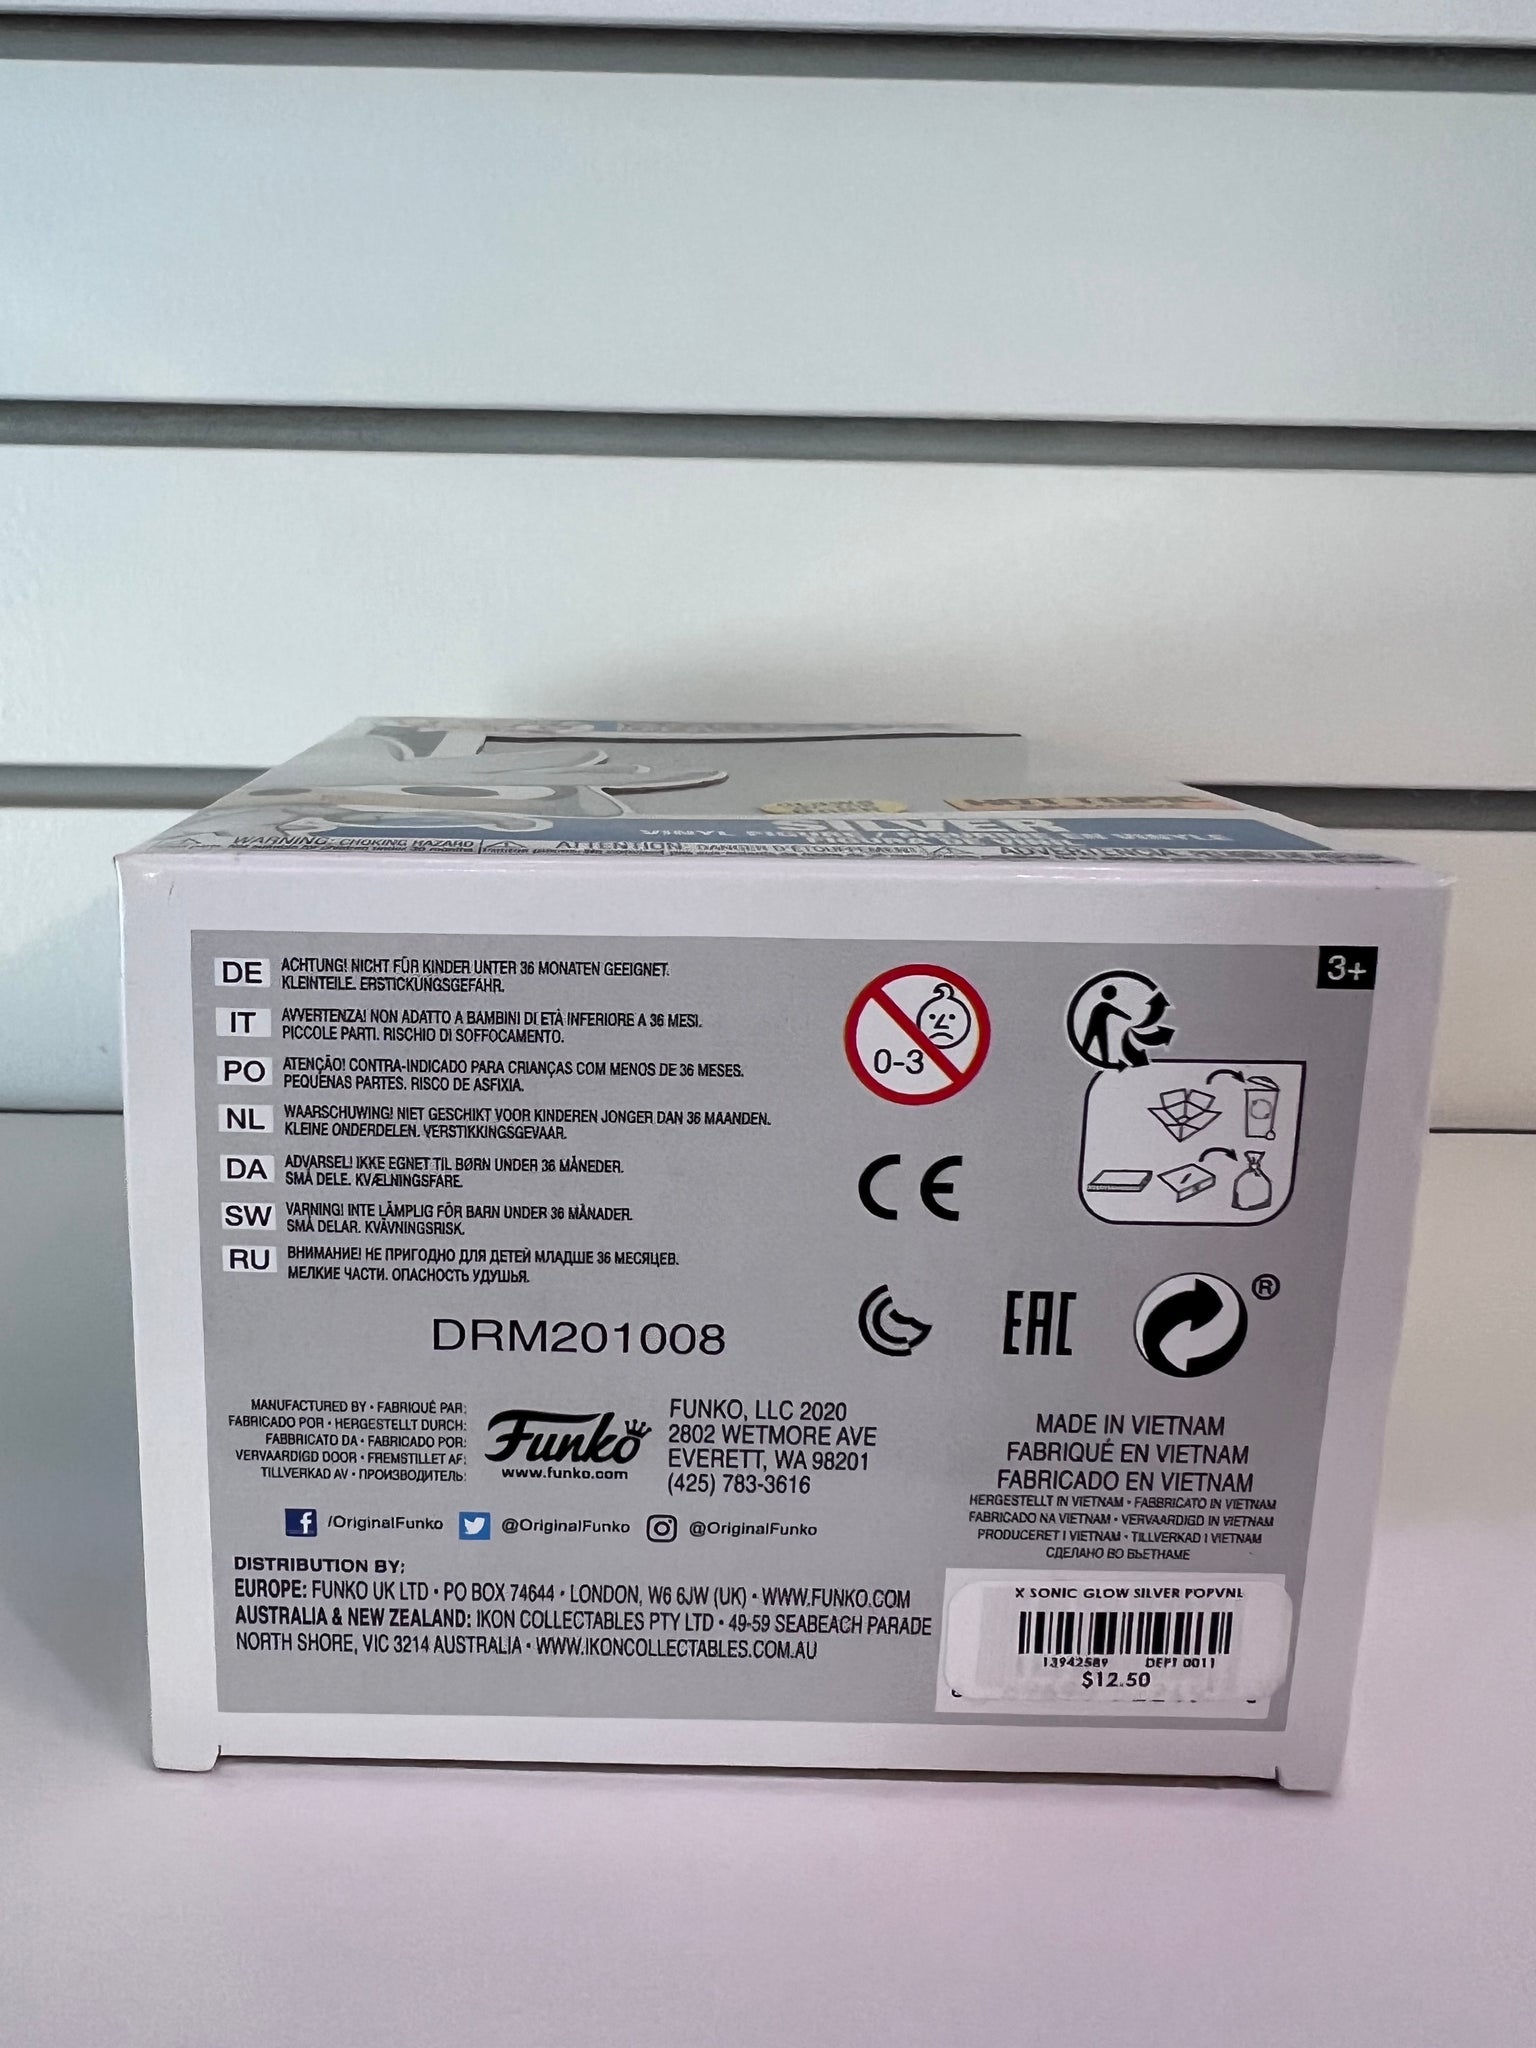 SILVER
VINYL FIGURE
WARNING: CHOKING HAZARD
ATTENTION: DANGER D'ÉTOUFFEMENT
3+
DE ACHTUNG! NICHT FÜR KINDER UNTER 36 MONATEN GEEIGNET.
KLEINTEILE. ERSTICKUNGSGEFAHR.
IT AVVERTENZA! NON ADATTO A BAMBINI DI ETÀ INFERIORE A 36 MESI.
PICCOLE PARTI. RISCHIO DI SOFFOCAMENTO.
PO ATENÇÃO! CONTRA-INDICADO PARA CRIANÇAS COM MENOS DE 36 MESES.
PEQUENAS PARTES. RISCO DE ASFIXIA.
NL WAARSCHUWING! NIET GESCHIKT VOOR KINDEREN JONGER DAN 36 MAANDEN.
KLEINE ONDERDELEN. VERSTIKKINGSGEVAAR.
DA ADVARSEL! IKKE EGNET TIL BØRN UNDER 36 MÅNEDER.
SMÅ DELE. KVÆLNINGSFARE.
SW VARNING! INTE LÄMPLIG FÖR BARN UNDER 36 MÅNADER.
SMÅ DELAR. KVÄVNINGSRISK.
RU ВНИМАНИЕ! НЕ ПРИГОДНО ДЛЯ ДЕТЕЙ МЛАДШЕ 36 МЕСЯЦЕВ.
МЕЛКИЕ ЧАСТИ. ОПАСНОСТЬ УДУШЬЯ.
0-3
CE
EAC
®
DRM201008
MANUFACTURED BY • FABRIQUÉ PAR:
FABRICADO POR • HERGESTELLT DURCH:
FABBRICATO DA • FABRICADO POR:
VERVAARDIGD DOOR • FREMSTILLET AF:
TILLVERKAD AV • ПРОИЗВОДИТЕЛЬ:
Funko
www.funko.com
FUNKO, LLC 2020
2802 WETMORE AVE
EVERETT, WA 98201
(425) 783-3616
MADE IN VIETNAM
FABRIQUÉ EN VIETNAM
FABRICADO EN VIETNAM
HERGESTELLT IN VIETNAM • FABBRICATO IN VIETNAM
FABRICADO NA VIETNAM • VERVAARDIGD IN VIETNAM
PRODUCERET I VIETNAM • TILLVERKAD I VIETNAM
СДЕЛАНО ВО ВЬЕТНАМЕ
/OriginalFunko @OriginalFunko @OriginalFunko
DISTRIBUTION BY:
EUROPE: FUNKO UK LTD • PO BOX 74644 • LONDON, W6 6JW (UK) • WWW.FUNKO.COM
AUSTRALIA & NEW ZEALAND: IKON COLLECTABLES PTY LTD • 49-59 SEABEACH PARADE
NORTH SHORE, VIC 3214 AUSTRALIA • WWW.IKONCOLLECTABLES.COM.AU
X SONIC GLOW SILVER POPVNL
13942589 DEPT 0011
$12.50